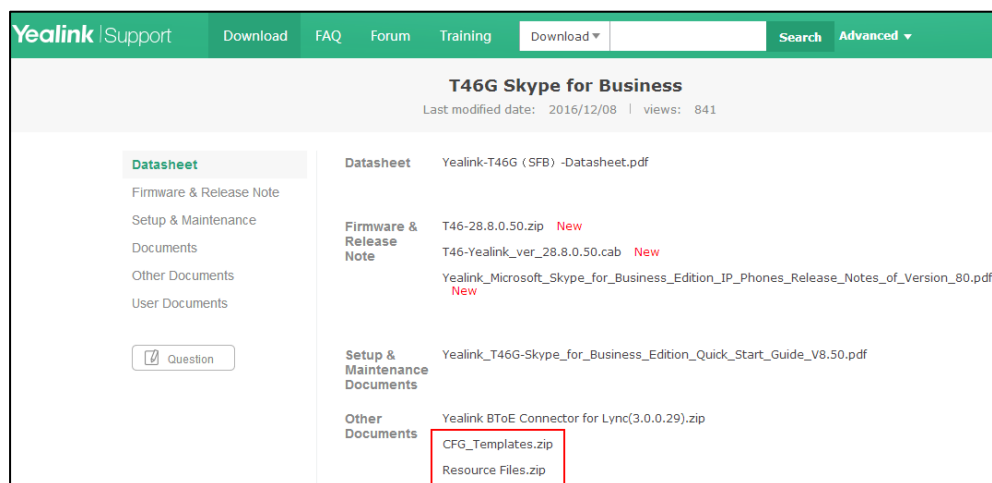 Yealink | Support Download FAQ Forum Training Download ▾ Search Advanced ▾
T46G Skype for Business
Last modified date: 2016/12/08 | views: 841
Datasheet
Firmware & Release Note
Setup & Maintenance
Documents
Other Documents
User Documents
Question
Datasheet Yealink-T46G (SFB) -Datasheet.pdf
Firmware &
Release
Note
T46-28.8.0.50.zip New
T46-Yealink_ver_28.8.0.50.cab New
Yealink_Microsoft_Skype_for_Business_Edition_IP_Phones_Release_Notes_of_Version_80.pdf
New
Setup &
Maintenance
Documents
Yealink_T46G-Skype_for_Business_Edition_Quick_Start_Guide_V8.50.pdf
Other
Documents
Yealink BToE Connector for Lync(3.0.0.29).zip
CFG_Templates.zip
Resource Files.zip